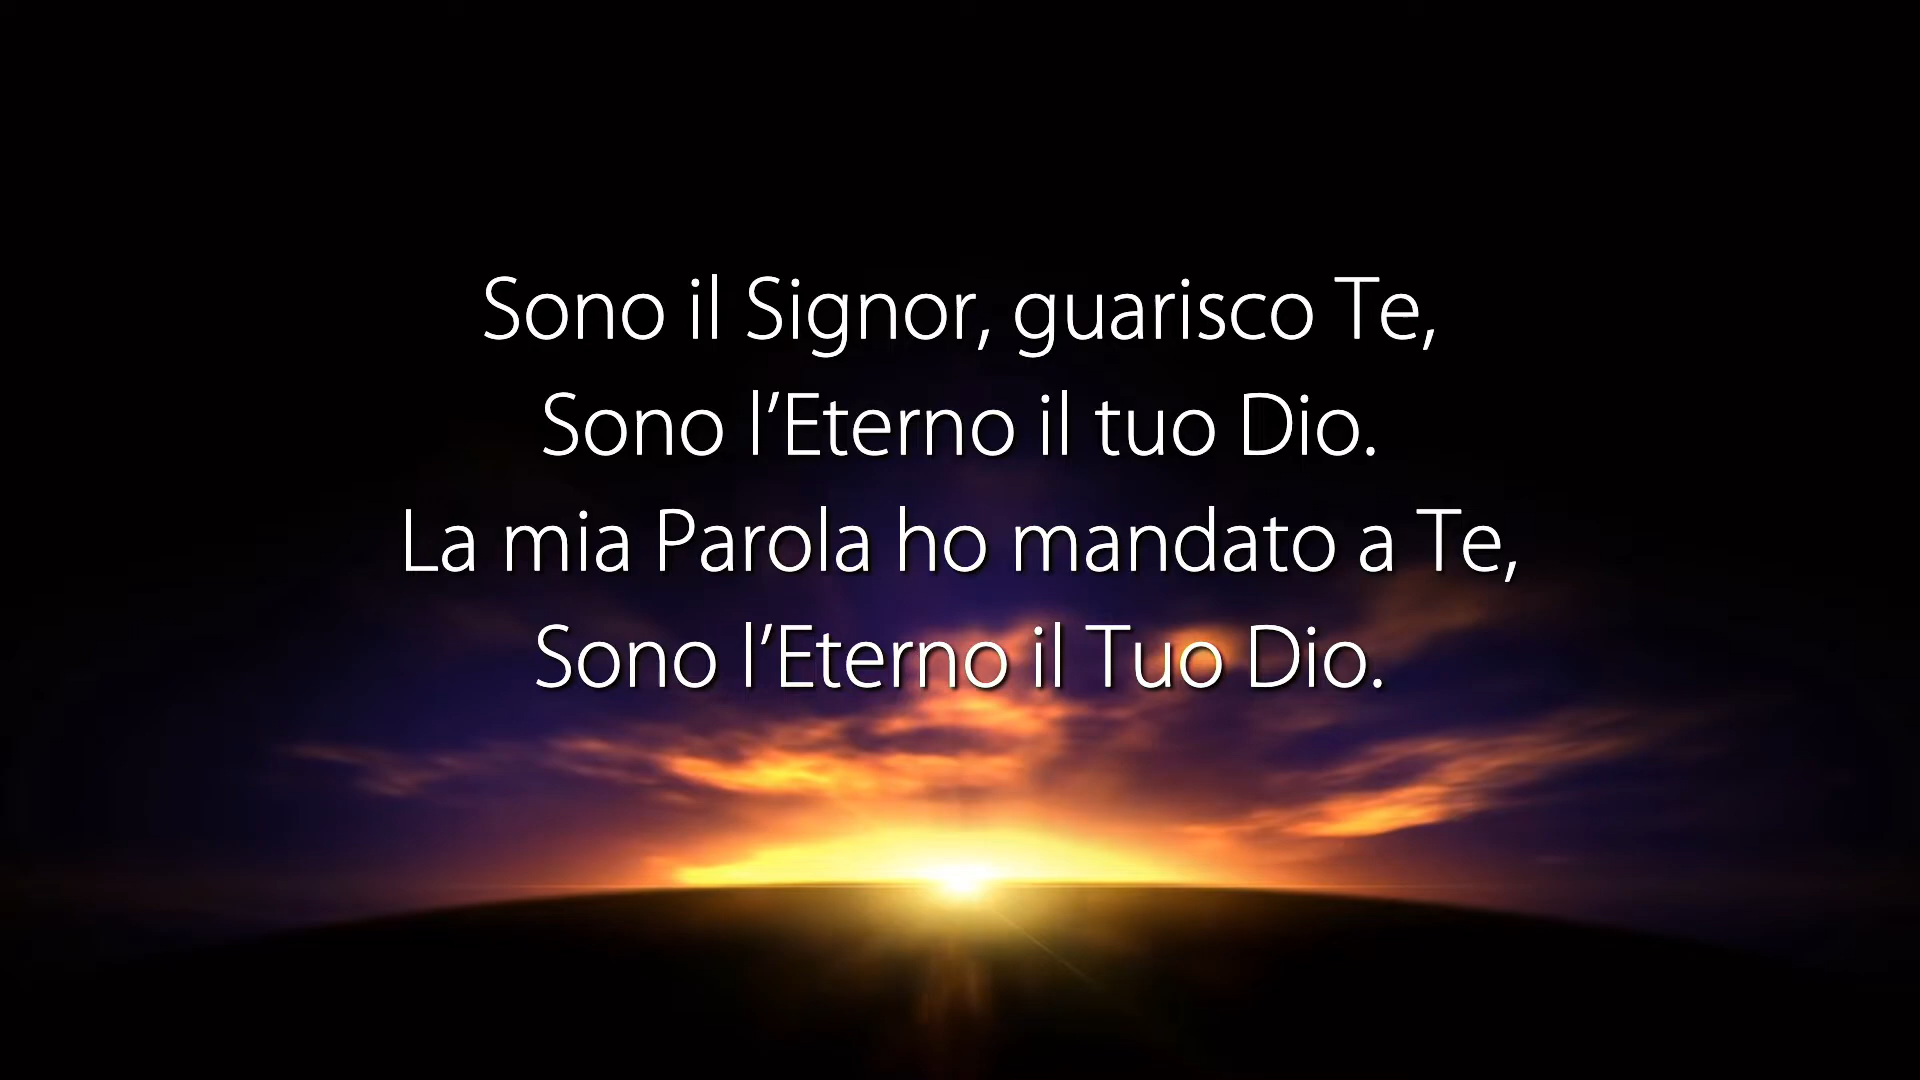 Sono il Signor, guarisco Te,
Sono l’Eterno il tuo Dio.
La mia Parola ho mandato a Te,
Sono l’Eterno il Tuo Dio.